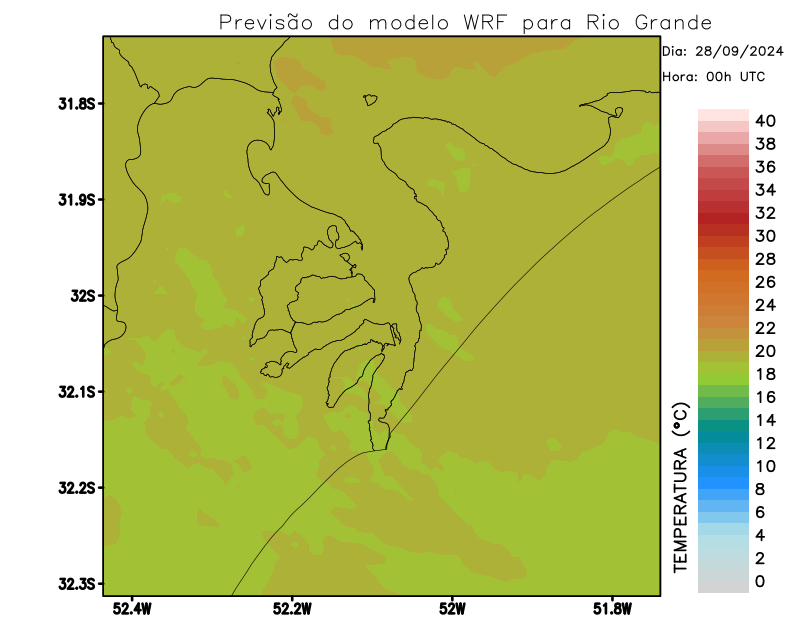 Previsão do modelo WRF para Rio Grande
Dia: 28/09/2024
Hora: 00h UTC
31.8S
31.9S
32S
32.1S
32.2S
32.3S
52.4W
52.2W
52W
51.8W
TEMPERATURA (°C)
40
38
36
34
32
30
28
26
24
22
20
18
16
14
12
10
8
6
4
2
0